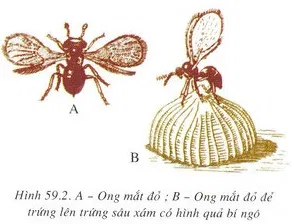 A
B
Hình 59.2. A – Ong mắt đỏ ; B – Ong mắt đỏ đẻ
trứng lên trứng sâu xám có hình quả bí ngô